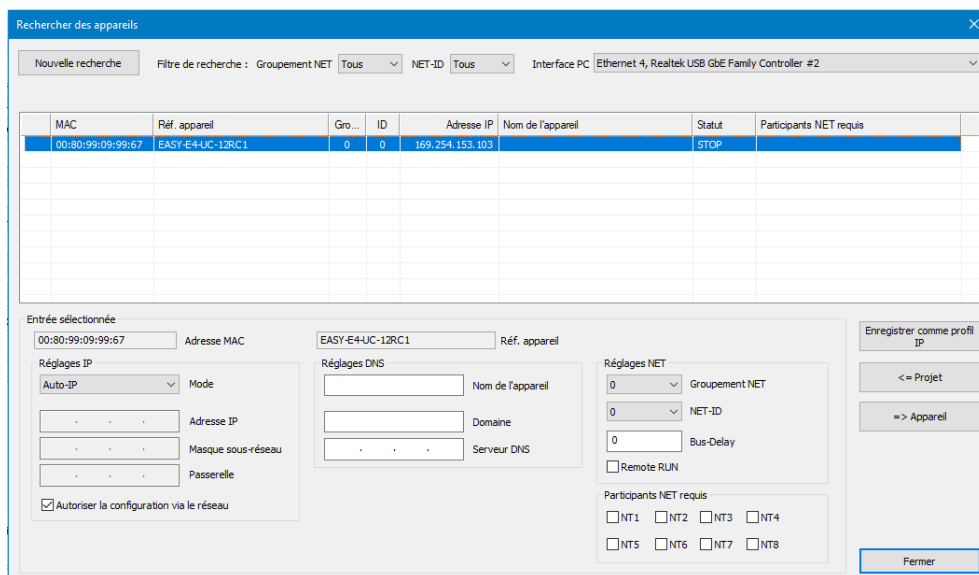 Rechercher des appareils
Nouvelle recherche Filtre de recherche : Groupement NET Tous NET-ID Tous Interface PC Ethernet 4, Realtek USB GbE Family Controller #2
MAC Réf. appareil Gro... ID Adresse IP Nom de l'appareil Statut Participants NET requis
00:80:99:09:99:67 EASY-E4-UC-12RC1 0 0 169.254.153.103 STOP
Entrée sélectionnée
00:80:99:09:99:67 Adresse MAC EASY-E4-UC-12RC1 Réf. appareil
Enregistrer comme profil
IP
Réglages IP Réglages DNS Réglages NET
Auto-IP Mode Nom de l'appareil 0 Groupement NET
<= Projet
Adresse IP Domaine 0 NET-ID
=> Appareil
Masque sous-réseau Serveur DNS 0 Bus-Delay
Passerelle Remote RUN
Autoriser la configuration via le réseau
Participants NET requis
NT1 NT2 NT3 NT4
NT5 NT6 NT7 NT8
Fermer